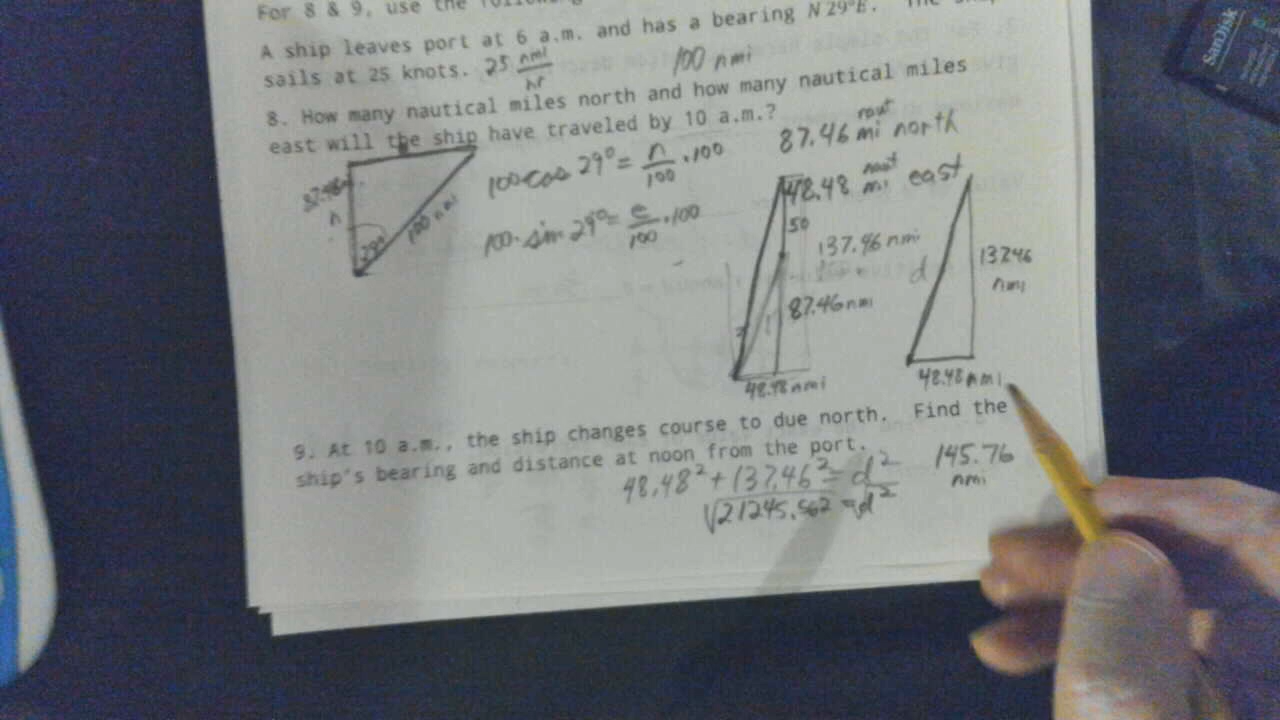 For 8 & 9, use the
A ship leaves port at 6 a.m. and has a bearing N 29°E. The
sails at 25 knots. 25 nmi/hr 100 nmi
8. How many nautical miles north and how many nautical miles
east will the ship have traveled by 10 a.m.?
87.46 naut mi north
48.48 naut mi east
100 cos 29° = n/100 · 100
100 · sin 29° = e/100 · 100
n
29°
100 nmi
50
137.46 nmi
87.46 nmi
48.48 nmi
d
137.46
nmi
48.48 nmi
9. At 10 a.m., the ship changes course to due north. Find the
ship's bearing and distance at noon from the port.
48.48² + 137.46² = d²
√21245.562 = d²
145.76
nmi
SanDisk